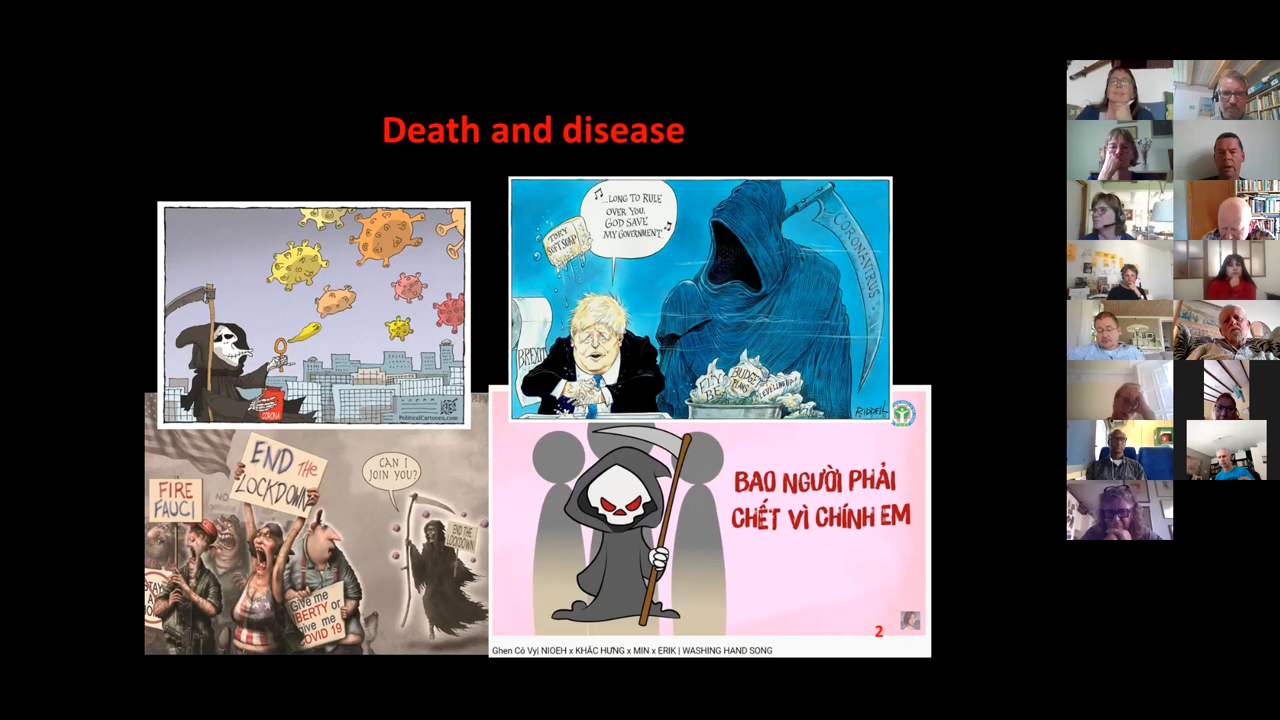 Death and disease
CORONA
PoliticalCartoons.com
...LONG TO RULE
OVER YOU,
GOD SAVE
MY GOVERNMENT
TORY
SOFT SOAP
CORONAVIRUS
BREXIT
BUDGET
PLANS
LEVELLING UP
RIDDELL
FIRE
FAUCI
END THE
LOCKDOWN
NO
CAN I
JOIN YOU?
END THE
LOCKDOWN
Give me
LIBERTY or
give me
COVID 19
BAO NGƯỜI PHẢI
CHẾT VÌ CHÍNH EM
2
Ghen Cô Vy| NIOEH x KHẮC HƯNG x MIN x ERIK | WASHING HAND SONG